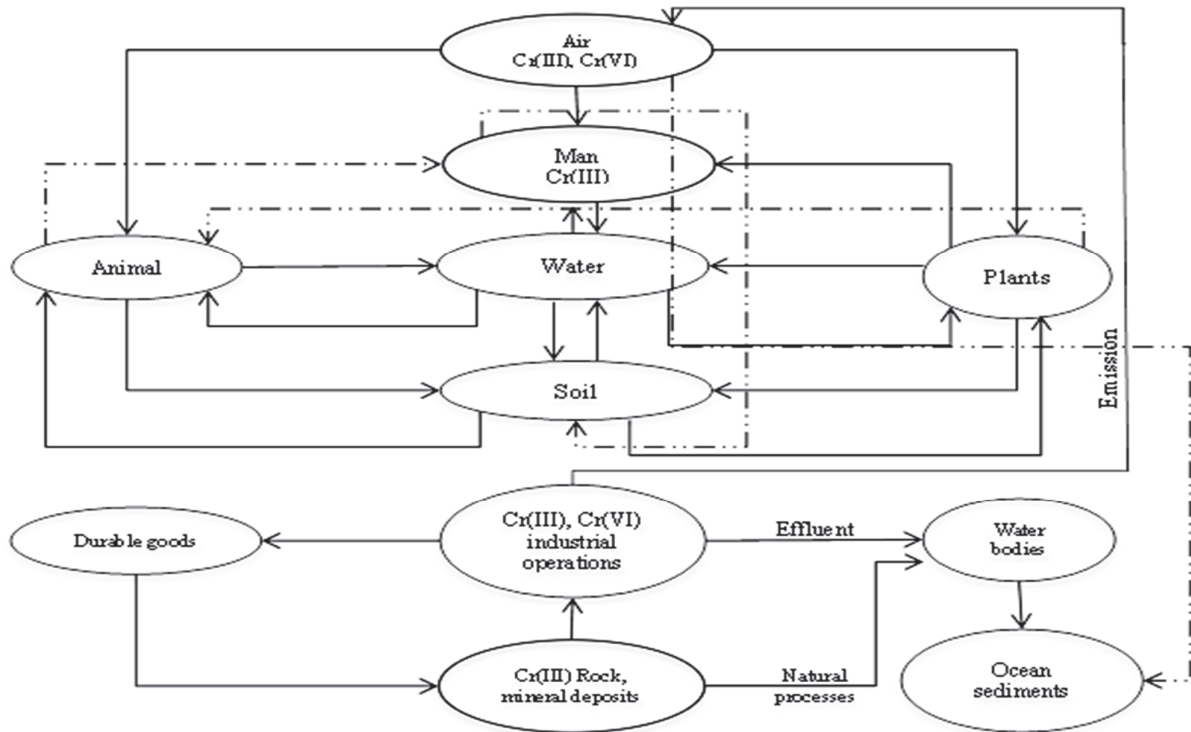 Air
Cr(III), Cr(VI)
Man
Cr(III)
Animal
Water
Plants
Soil
Emission
Durable goods
Cr(III), Cr(VI)
industrial
operations
Effluent
Water
bodies
Cr(III) Rock,
mineral deposits
Natural
processes
Ocean
sediments